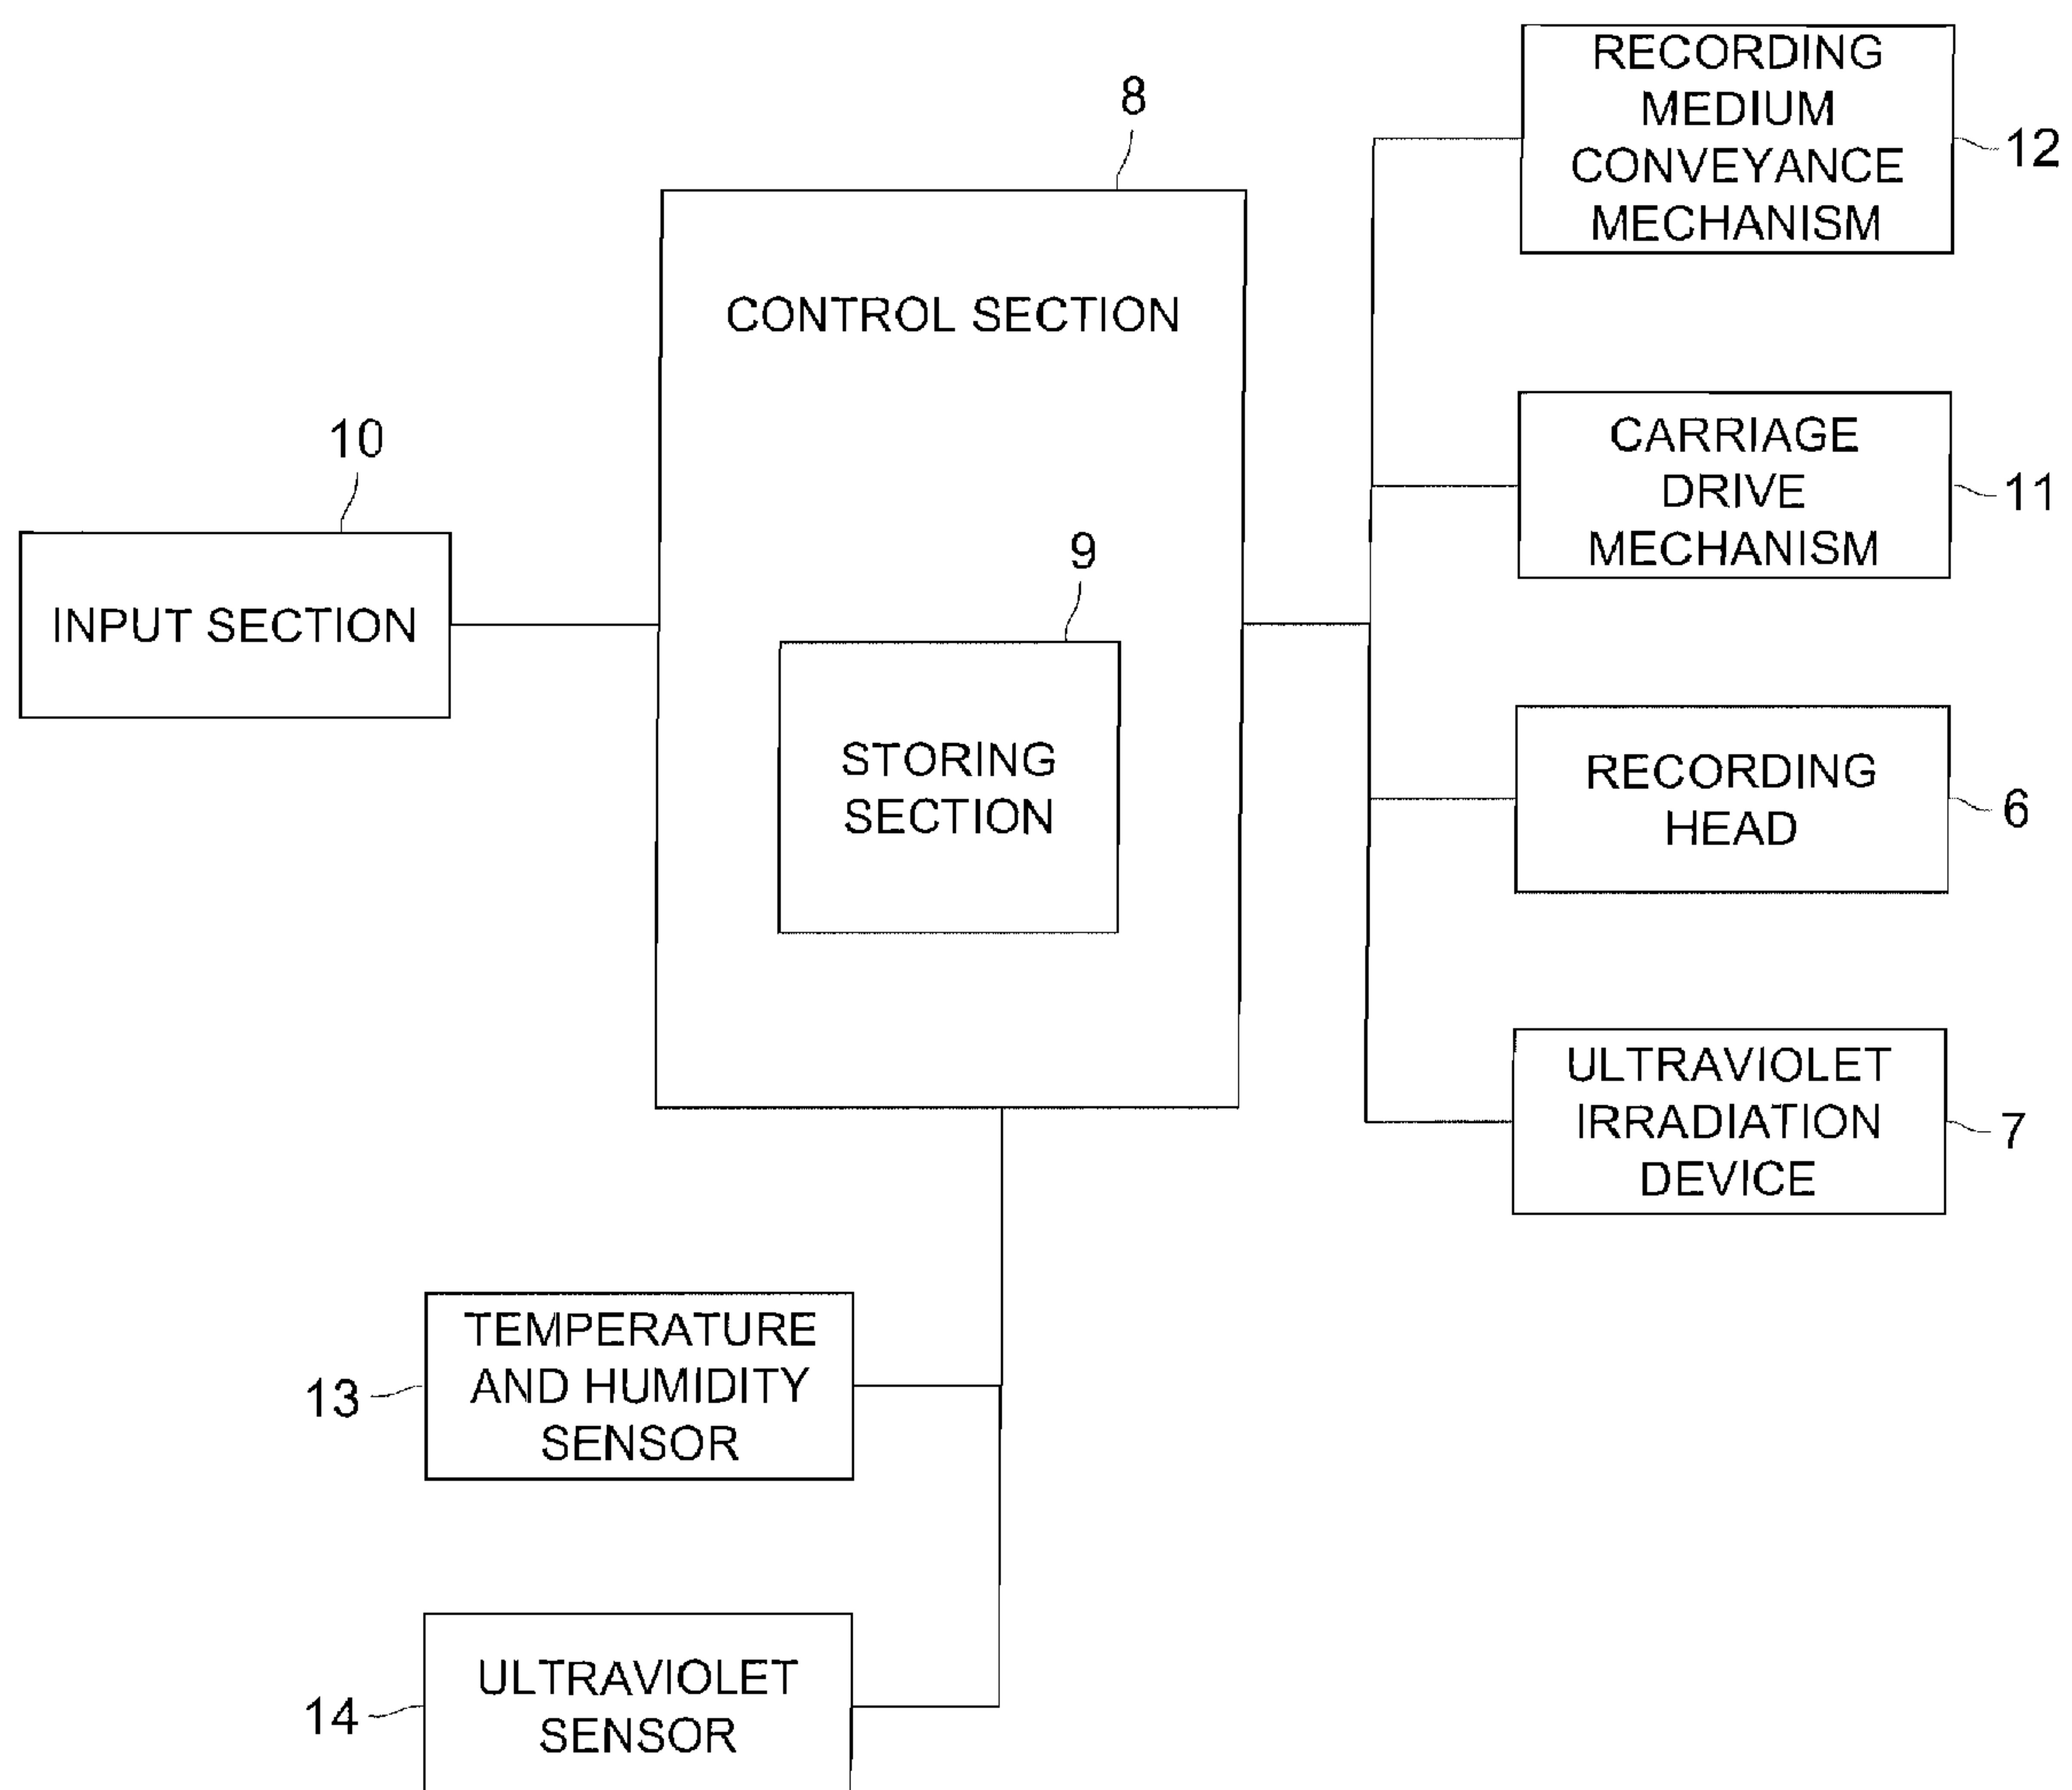 8
RECORDING
MEDIUM
CONVEYANCE
MECHANISM
12
CONTROL SECTION
CARRIAGE
DRIVE
MECHANISM
11
10
INPUT SECTION
9
STORING
SECTION
RECORDING
HEAD
6
ULTRAVIOLET
IRRADIATION
DEVICE
7
TEMPERATURE
AND HUMIDITY
SENSOR
13
ULTRAVIOLET
SENSOR
14